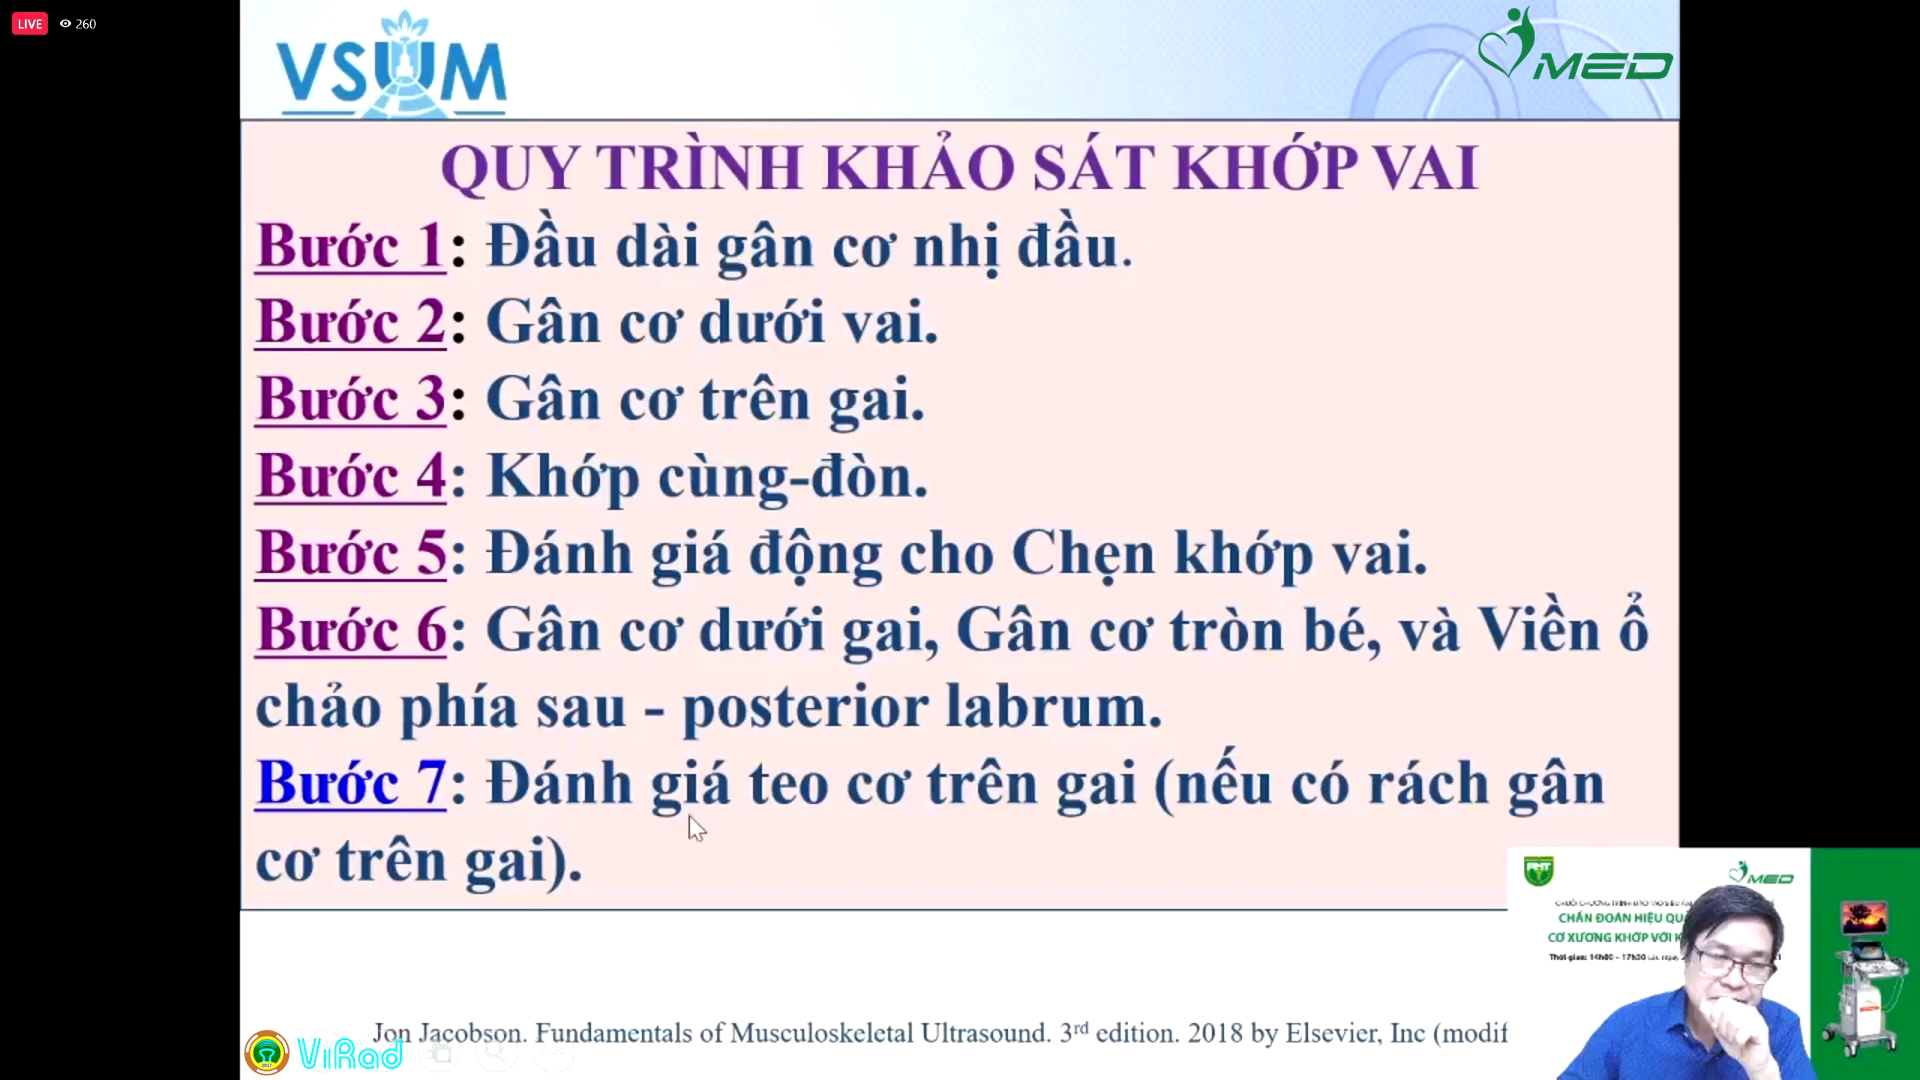 LIVE 260
VSUM
MED
QUY TRÌNH KHẢO SÁT KHỚP VAI
Bước 1: Đầu dài gân cơ nhị đầu.
Bước 2: Gân cơ dưới vai.
Bước 3: Gân cơ trên gai.
Bước 4: Khớp cùng-đòn.
Bước 5: Đánh giá động cho Chẹn khớp vai.
Bước 6: Gân cơ dưới gai, Gân cơ tròn bé, và Viền ổ
chảo phía sau - posterior labrum.
Bước 7: Đánh giá teo cơ trên gai (nếu có rách gân
cơ trên gai).
MED
CHẨN ĐOÁN HIỆU QU
CƠ XƯƠNG KHỚP VỚI
Thời gian: 14h00 - 17h30
Jon Jacobson. Fundamentals of Musculoskeletal Ultrasound. 3rd edition. 2018 by Elsevier, Inc (modif
ViRad